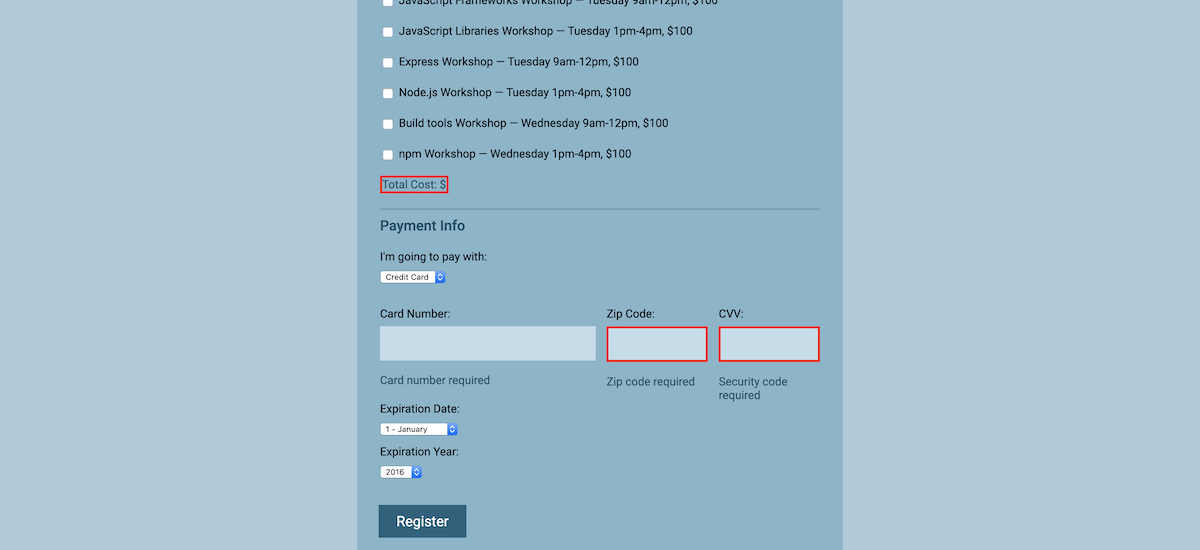 JavaScript Frameworks Workshop — Tuesday 9am-12pm, $100
JavaScript Libraries Workshop — Tuesday 1pm-4pm, $100
Express Workshop — Tuesday 9am-12pm, $100
Node.js Workshop — Tuesday 1pm-4pm, $100
Build tools Workshop — Wednesday 9am-12pm, $100
npm Workshop — Wednesday 1pm-4pm, $100
Total Cost: $
Payment Info
I'm going to pay with:
Credit Card
Card Number: Zip Code: CVV:
Card number required Zip code required Security code
required
Expiration Date:
1 - January
Expiration Year:
2016
Register